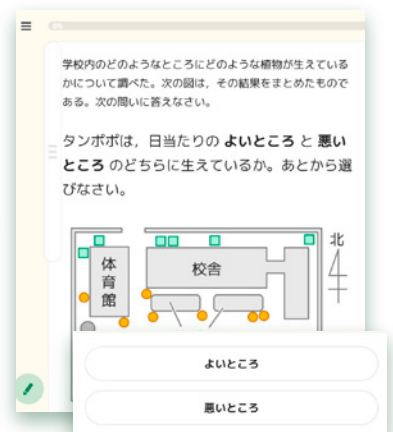 0%
学校内のどのようなところにどのような植物が生えている
かについて調べた。次の図は，その結果をまとめたもので
ある。次の問いに答えなさい。
タンポポは，日当たりの よいところ と 悪い
ところ のどちらに生えているか。あとから選
びなさい。
北
体育館
校舎
よいところ
悪いところ